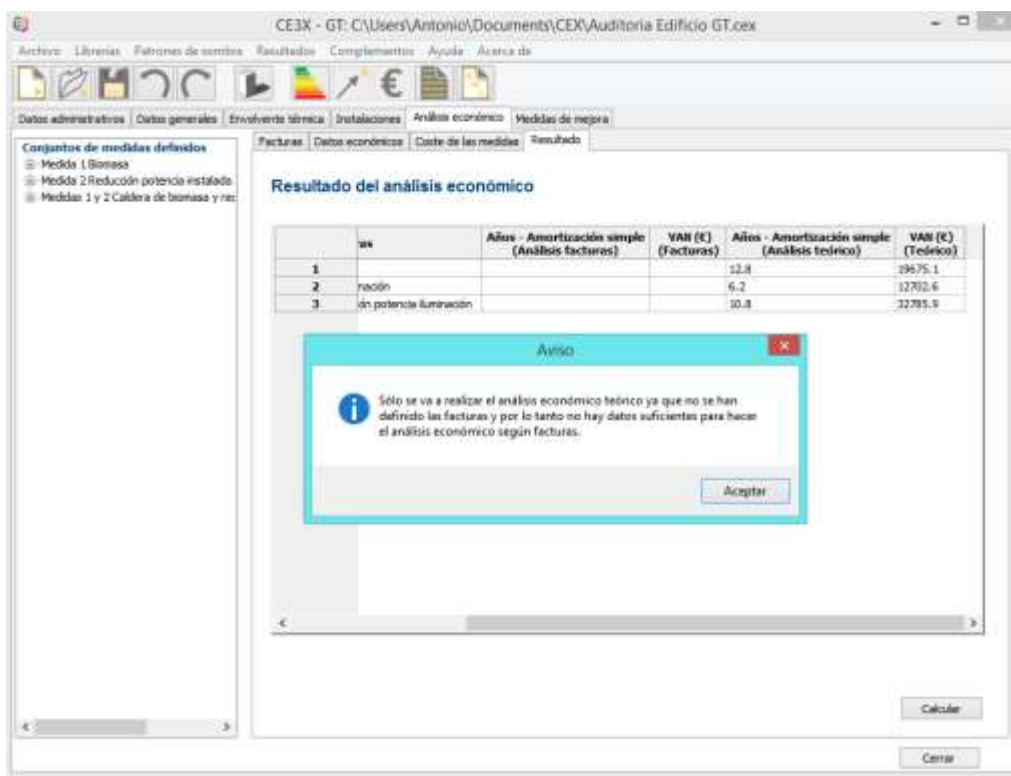 CE3X - GT: C:\Users\Antonio\Documents\CEX\Auditoria Edificio GT.cex
Archivo Librerías Patrones de sombra Resultados Complementos Ayuda Acerca de
Datos administrativos Datos generales Envolvente térmica Instalaciones Análisis económico Medidas de mejora
Conjuntos de medidas definidos
Medida 1 Biomasa
Medida 2 Reducción potencia instalada
Medidas 1 y 2 Caldera de biomasa y rec
Facturas Datos económicos Coste de las medidas Resultado
Resultado del análisis económico
Años - Amortización simple (Análisis facturas) VAN (€) (Facturas) Años - Amortización simple (Análisis teórico) VAN (€) (Teórico)
1 12.8 19675.1
2 nación 6.2 12702.6
3 ón potencia iluminación 10.8
Aviso
Sólo se va a realizar el análisis económico teórico ya que no se han
definido las facturas y por lo tanto no hay datos suficientes para hacer
el análisis económico según facturas.
Aceptar
Calcular
Cerrar